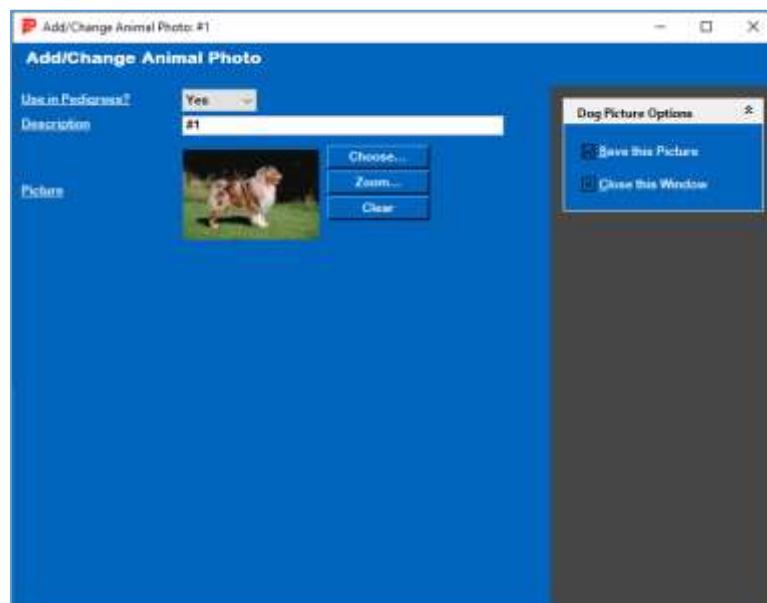 Add/Change Animal Photo: #1
Add/Change Animal Photo
Use in Pedigrees?
Yes
Description
#1
Picture
Choose...
Zoom...
Clear
Dog Picture Options
Save this Picture
Close this Window